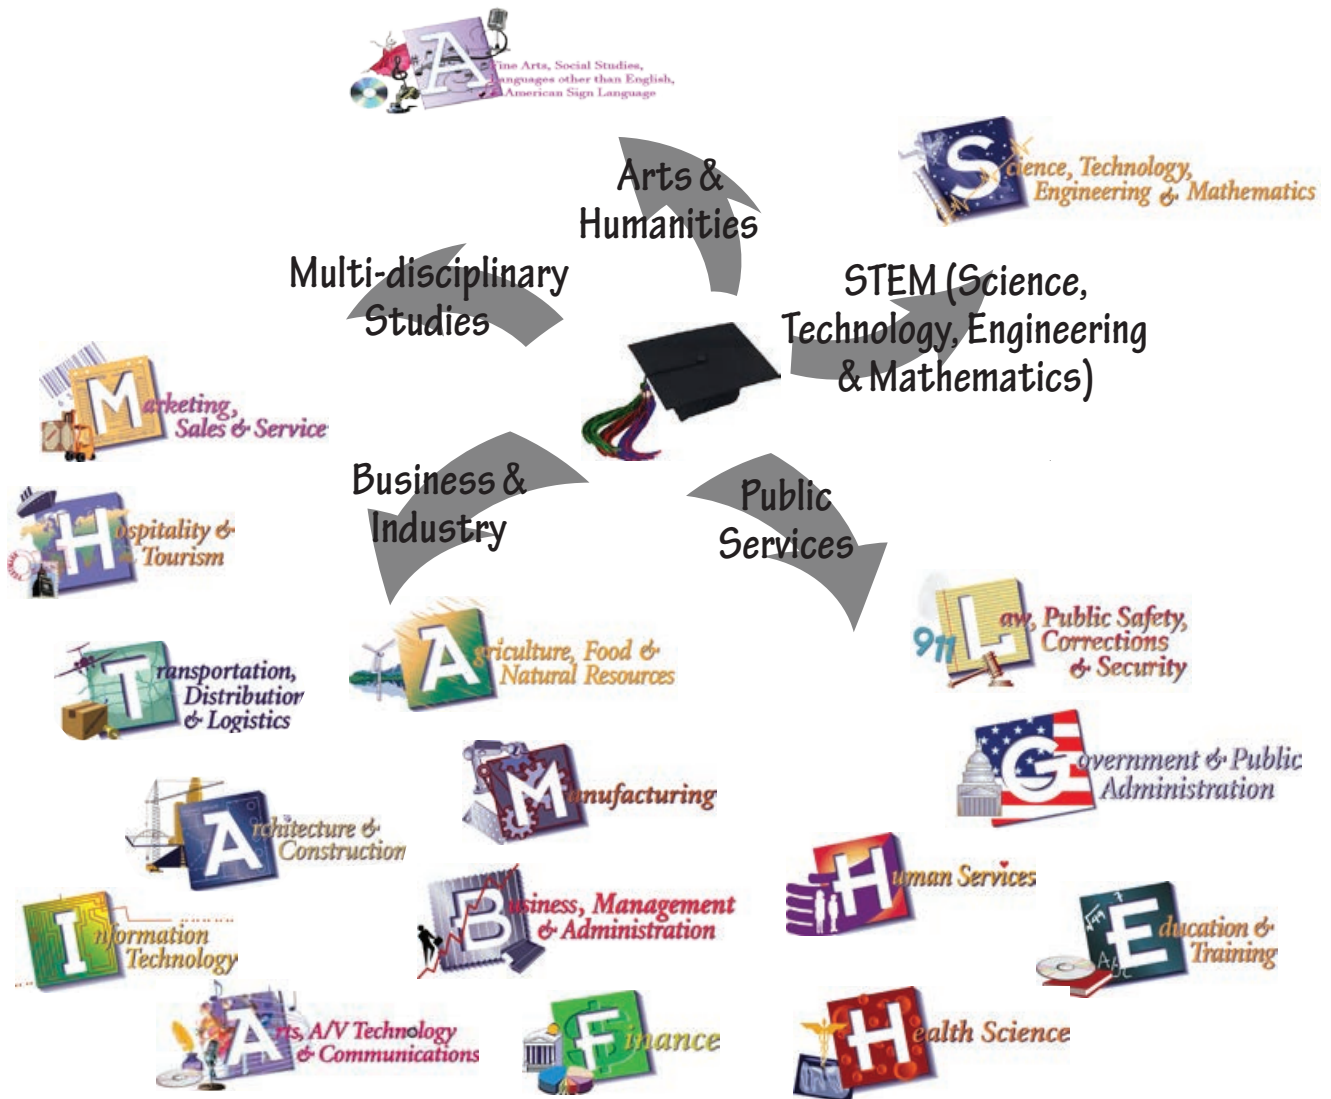 Fine Arts, Social Studies,
Languages other than English,
& American Sign Language
Science, Technology,
Engineering & Mathematics
Arts &
Humanities
Multi-disciplinary
Studies
STEM (Science,
Technology, Engineering
& Mathematics)
Marketing,
Sales & Service
Business &
Industry
Public
Services
Hospitality &
Tourism
Law, Public Safety,
Corrections
& Security
911
Transportation,
Distribution
& Logistics
Agriculture, Food &
Natural Resources
Government & Public
Administration
Manufacturing
Architecture &
Construction
Human Services
Business, Management
& Administration
Education &
Training
Abc
Information
Technology
Arts, A/V Technology
& Communications
Finance
Health Science